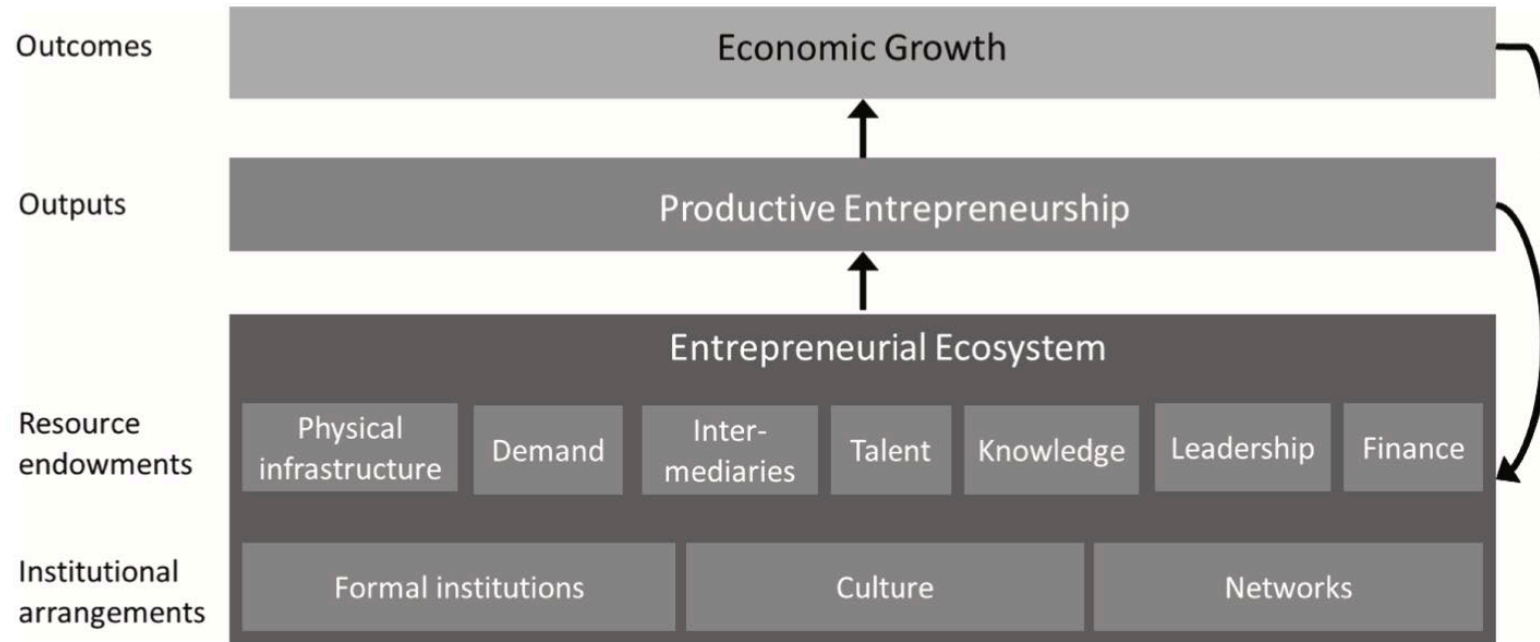 Outcomes
Economic Growth
Outputs
Productive Entrepreneurship
Entrepreneurial Ecosystem
Resource
endowments
Physical
infrastructure
Demand
Inter-
mediaries
Talent
Knowledge
Leadership
Finance
Institutional
arrangements
Formal institutions
Culture
Networks